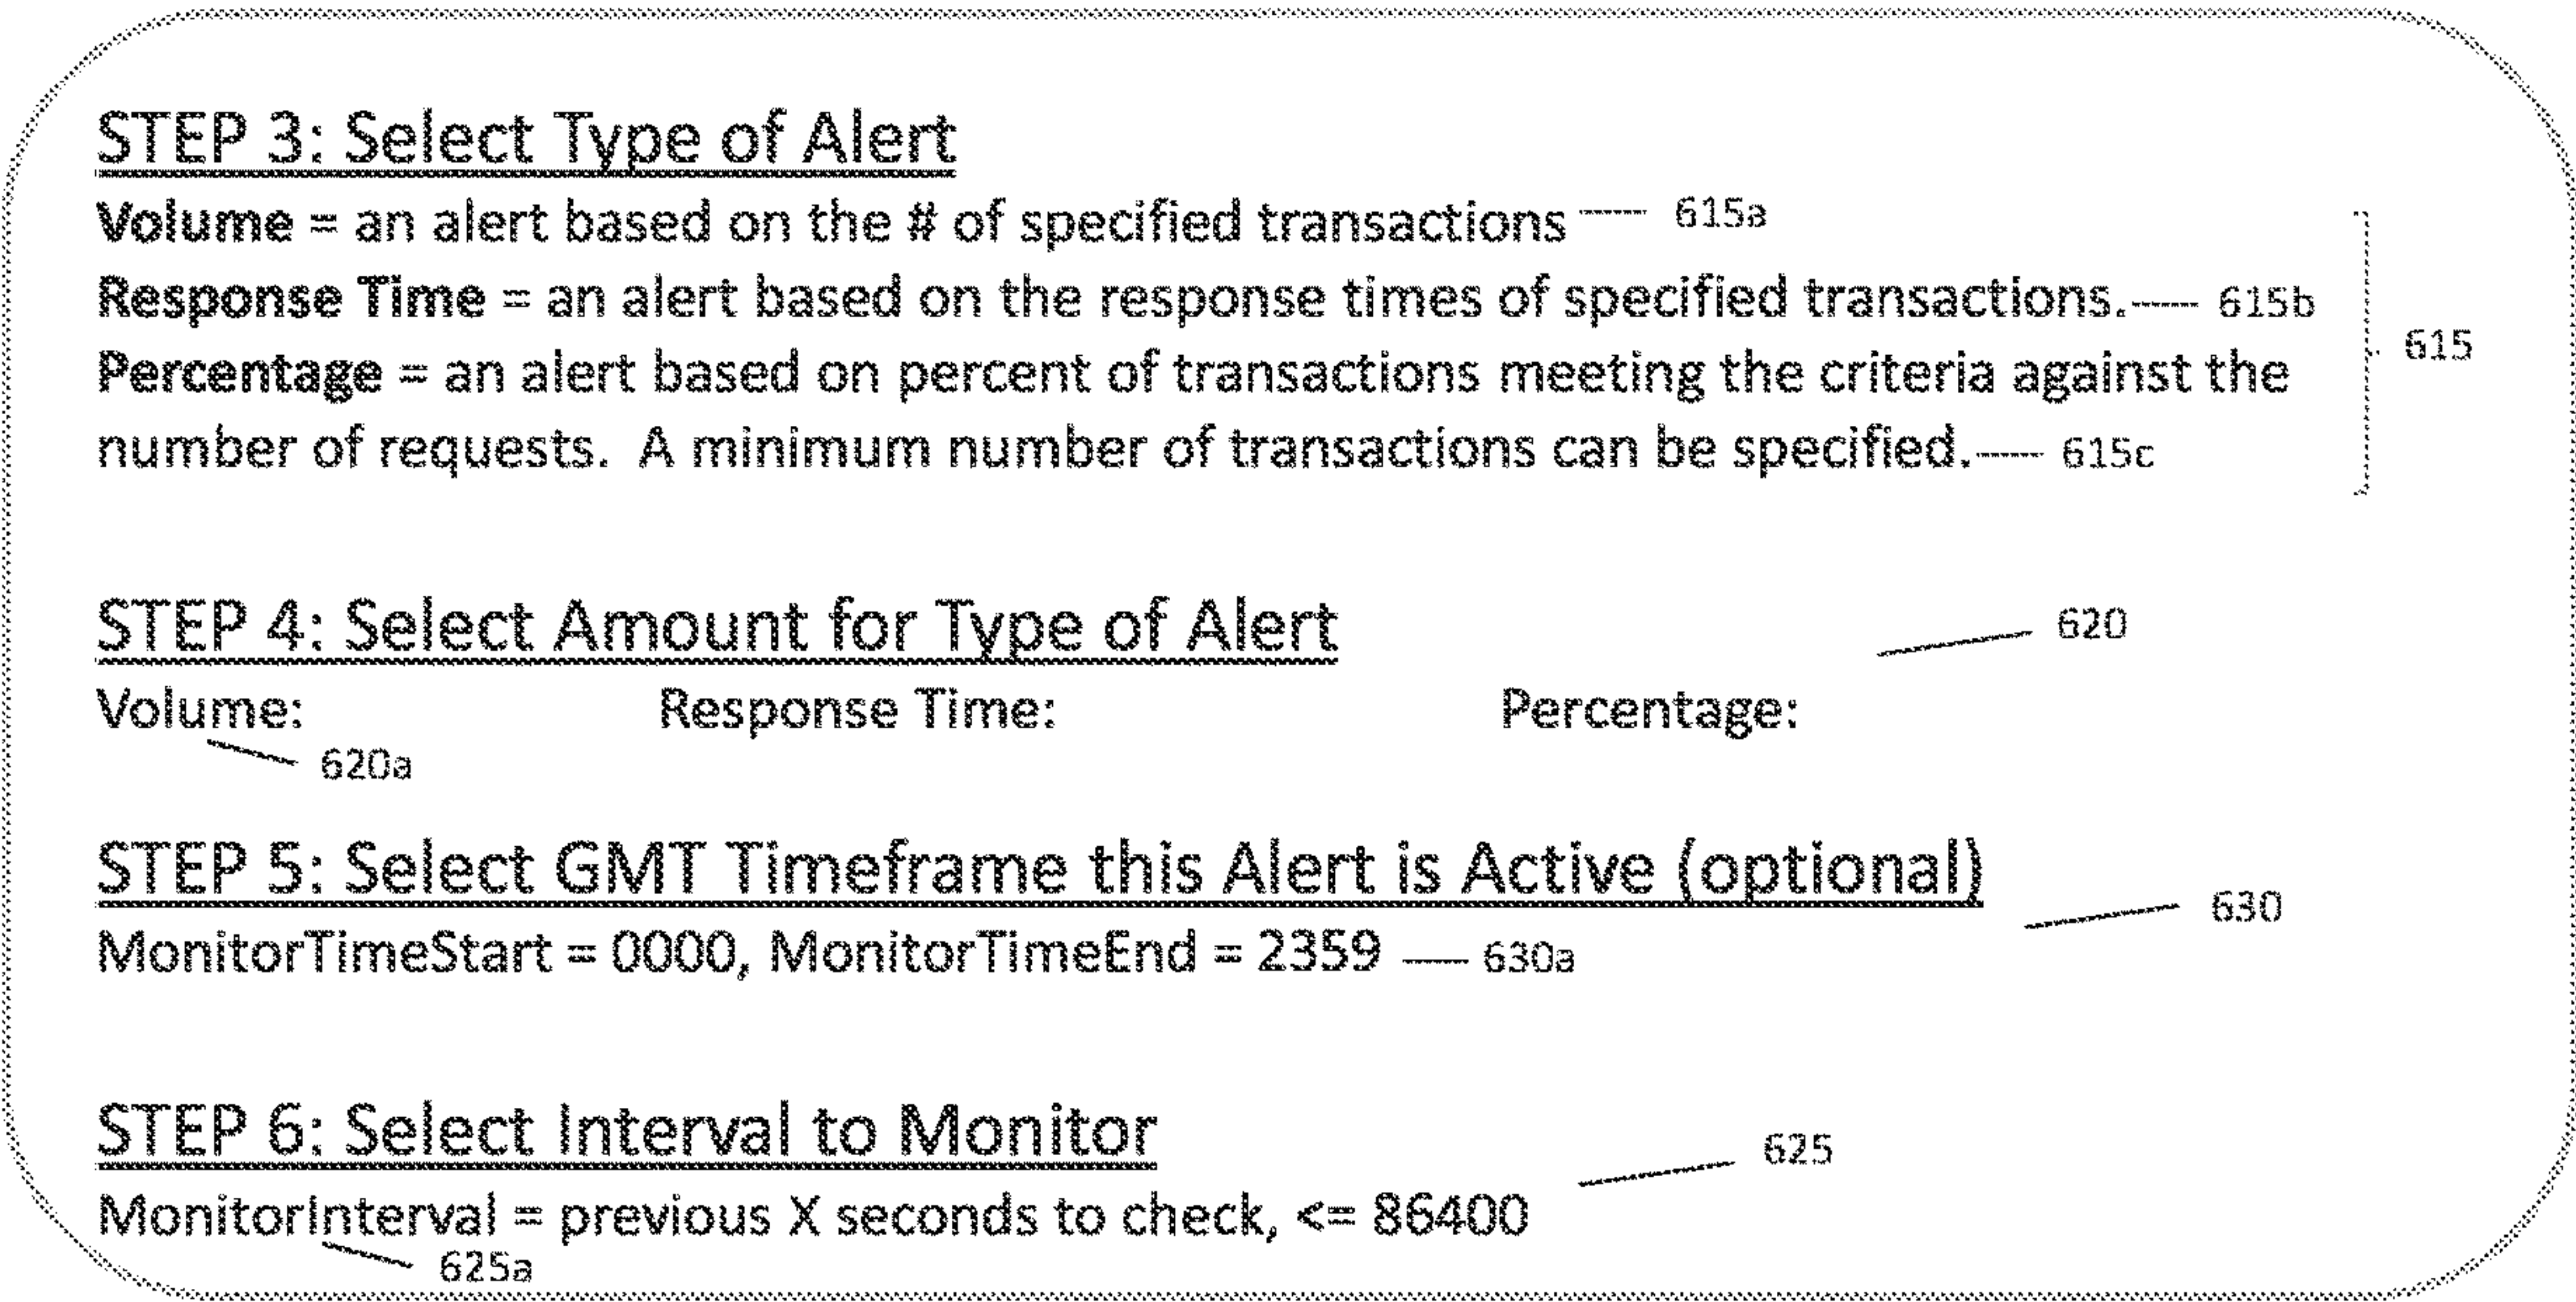 STEP 3: Select Type of Alert
Volume = an alert based on the # of specified transactions 615a
Response Time = an alert based on the response times of specified transactions. 615b
615
Percentage = an alert based on percent of transactions meeting the criteria against the
number of requests. A minimum number of transactions can be specified. 615c
STEP 4: Select Amount for Type of Alert 620
Volume: Response Time: Percentage:
620a
STEP 5: Select GMT Timeframe this Alert is Active (optional)
630
MonitorTimeStart = 0000, MonitorTimeEnd = 2359 630a
STEP 6: Select Interval to Monitor 625
MonitorInterval = previous X seconds to check, <= 86400
625a